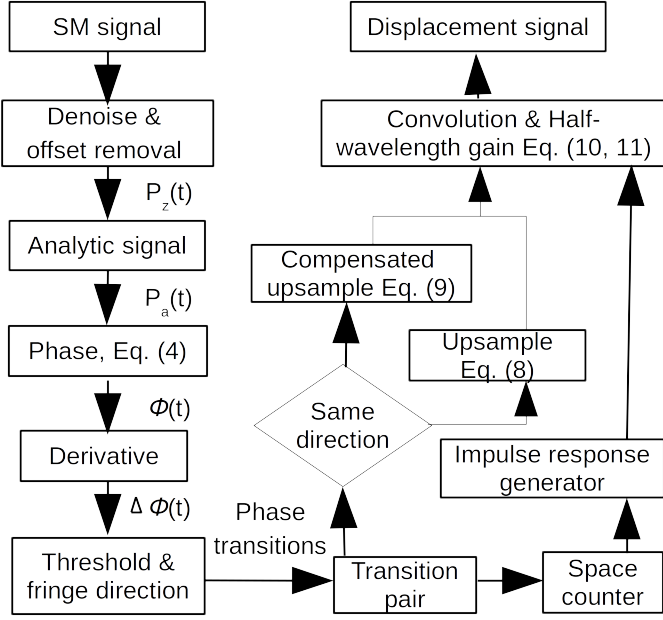 SM signal
Denoise &
offset removal
P_z(t)
Analytic signal
P_a(t)
Phase, Eq. (4)
Φ(t)
Derivative
Δ Φ(t)
Threshold &
fringe direction
Phase
transitions
Transition
pair
Same
direction
Compensated
upsample Eq. (9)
Upsample
Eq. (8)
Space
counter
Impulse response
generator
Convolution & Half-
wavelength gain Eq. (10, 11)
Displacement signal